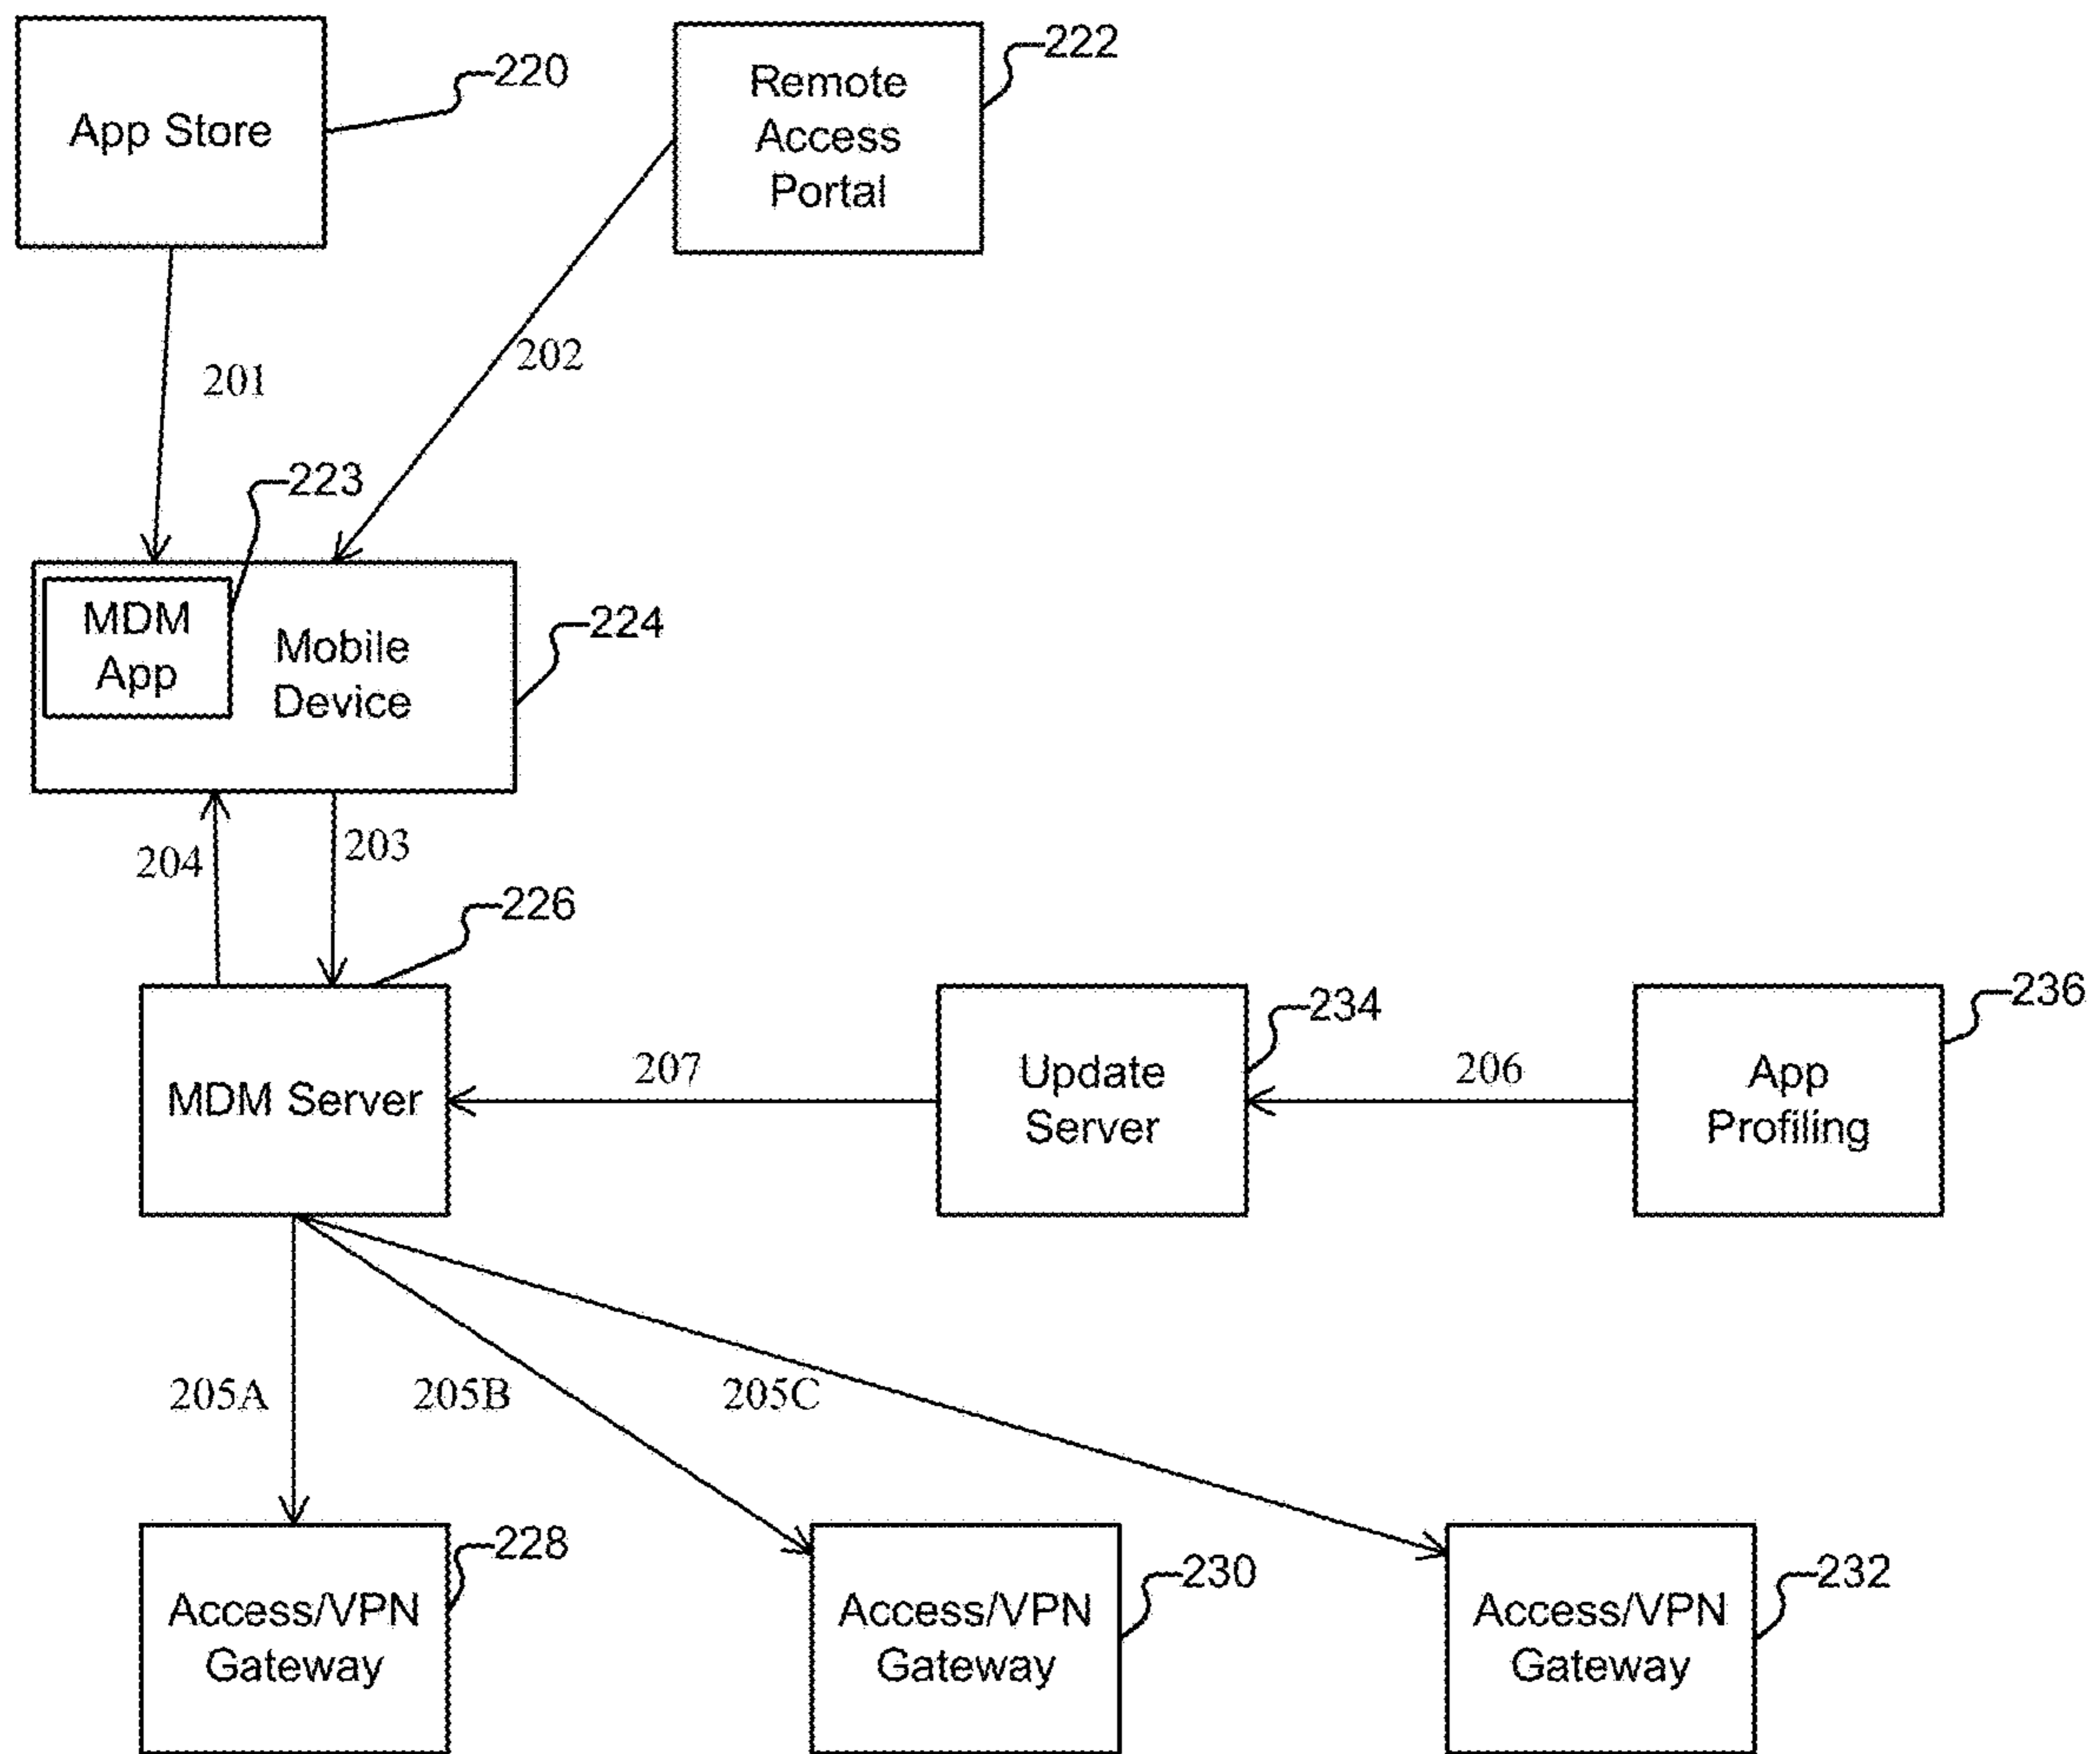 App Store
220
Remote
Access
Portal
222
201
202
223
MDM
App
Mobile
Device
224
204
203
226
MDM Server
207
Update
Server
234
206
App
Profiling
236
205A
205B
205C
Access/VPN
Gateway
228
Access/VPN
Gateway
230
Access/VPN
Gateway
232